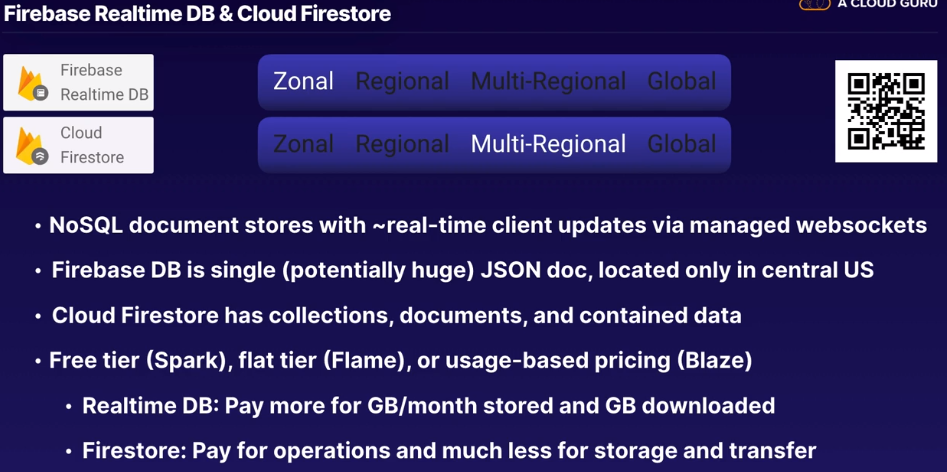 Firebase Realtime DB & Cloud Firestore
A CLOUD GURU
Firebase
Realtime DB
Zonal Regional Multi-Regional Global
Cloud
Firestore
Zonal Regional Multi-Regional Global
• NoSQL document stores with ~real-time client updates via managed websockets
• Firebase DB is single (potentially huge) JSON doc, located only in central US
• Cloud Firestore has collections, documents, and contained data
• Free tier (Spark), flat tier (Flame), or usage-based pricing (Blaze)
• Realtime DB: Pay more for GB/month stored and GB downloaded
• Firestore: Pay for operations and much less for storage and transfer